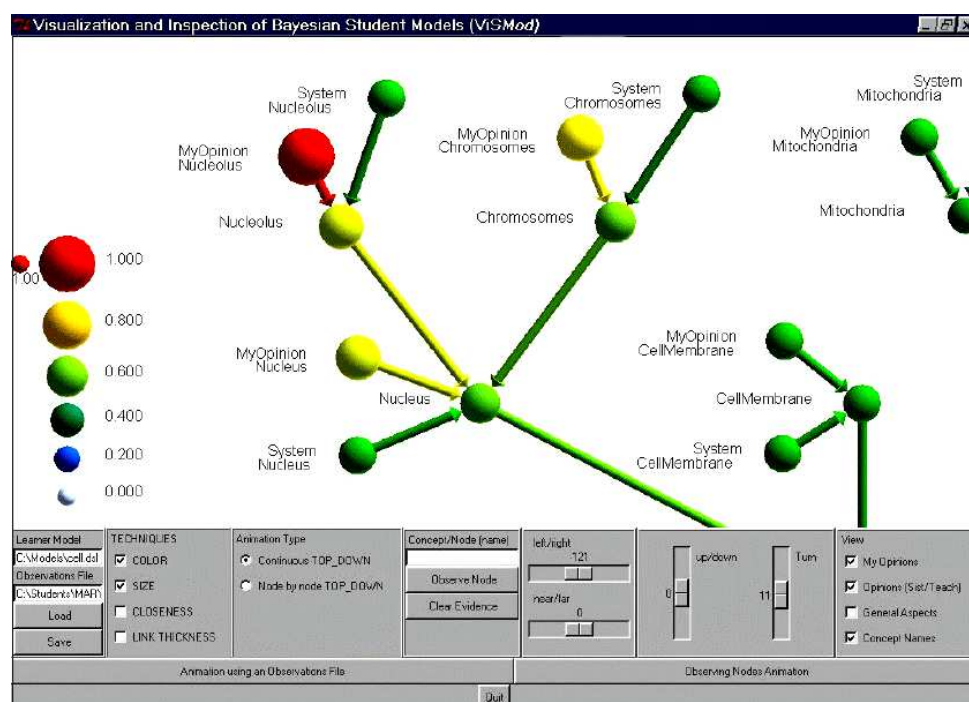 Visualization and Inspection of Bayesian Student Models (ViSMod)
System
Nucleolus
MyOpinion
Nucleolus
Nucleolus
System
Chromosomes
MyOpinion
Chromosomes
Chromosomes
System
Mitochondria
MyOpinion
Mitochondria
Mitochondria
1.00
1.000
0.800
0.600
0.400
0.200
0.000
MyOpinion
Nucleus
Nucleus
System
Nucleus
MyOpinion
CellMembrane
CellMembrane
System
CellMembrane
Learner Model
C:\Models\cell.dsl
Observations File
C:\Students\MARY
Load
Save
TECHNIQUES
COLOR
SIZE
CLOSENESS
LINK THICKNESS
Animation Type
Continuous TOP_DOWN
Node by node TOP_DOWN
Concept/Node (name)
Observe Node
Clear Evidence
left/right
121
near/far
0
up/down
0
Turn
11
View
My Opinions
Opinions (Sist/Teach)
General Aspects
Concept Names
Animation using an Observations File
Observing Nodes Animation
Quit